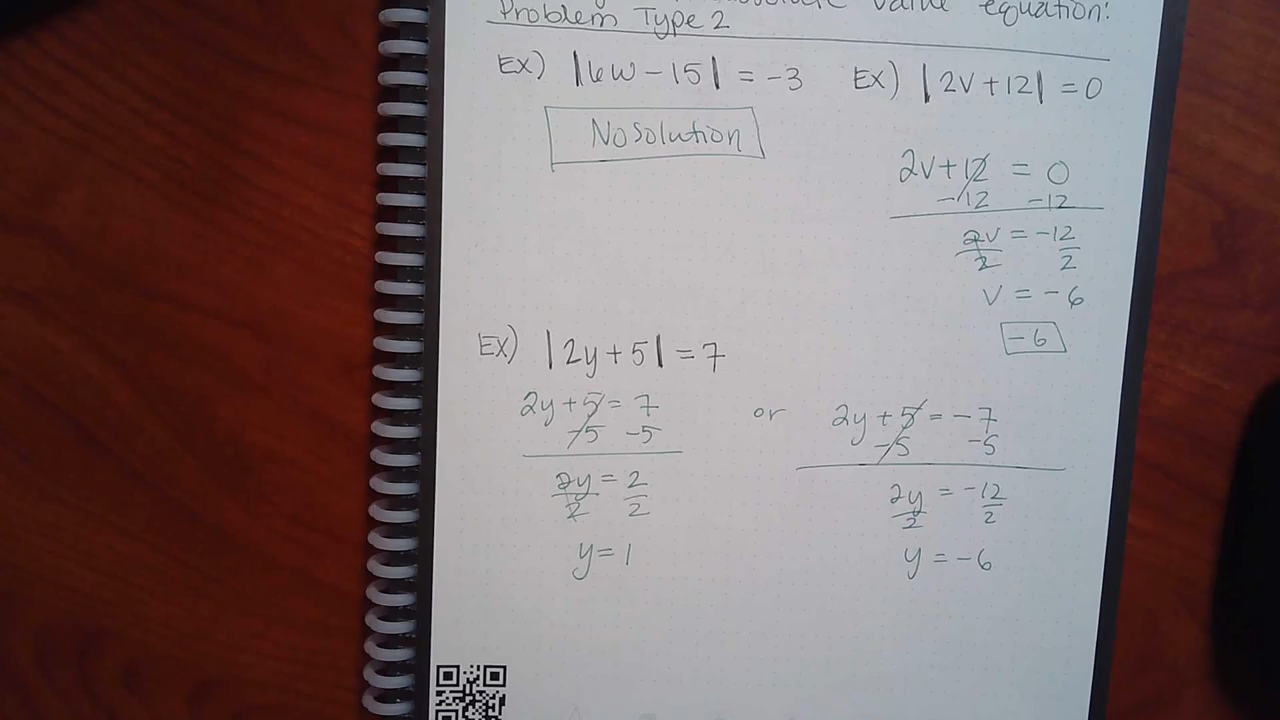 value equation:
Problem Type 2
Ex) |6w - 15| = -3
No solution
Ex) |2v + 12| = 0
2v + 12 = 0
-12 -12
2v = -12
2 2
v = -6
-6
Ex) |2y + 5| = 7
2y + 5 = 7
-5 -5
2y = 2
2 2
y = 1
or
2y + 5 = -7
-5 -5
2y = -12
2 2
y = -6